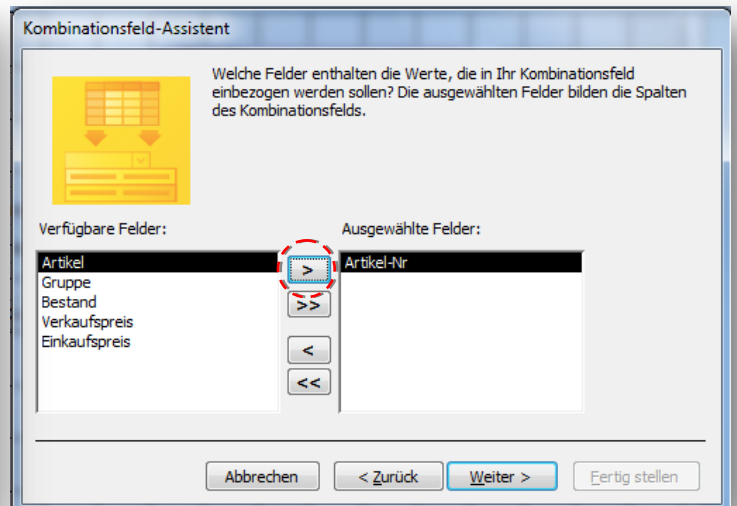 Kombinationsfeld-Assistent
Welche Felder enthalten die Werte, die in Ihr Kombinationsfeld
einbezogen werden sollen? Die ausgewählten Felder bilden die Spalten
des Kombinationsfelds.
Verfügbare Felder:
Ausgewählte Felder:
Artikel
Gruppe
Bestand
Verkaufspreis
Einkaufspreis
>
>>
<
<<
Artikel-Nr
Abbrechen
< Zurück
Weiter >
Fertig stellen